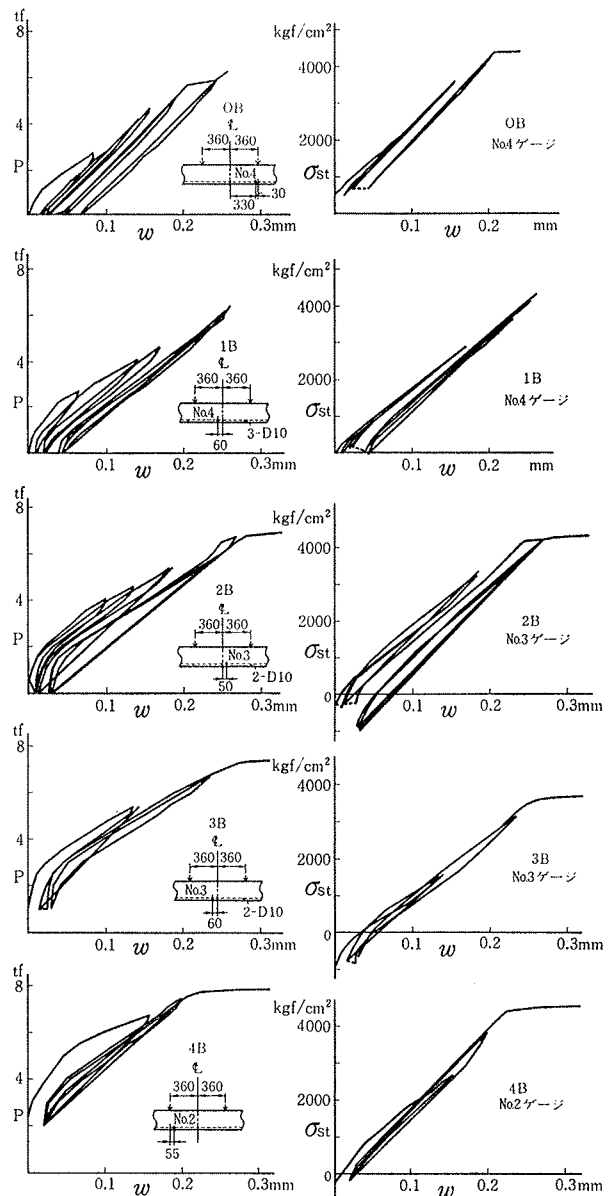 tf
8
4
P
0.1
w
0.2
0.3mm
OB
℄
360 360
No.4
30
330
kgf/cm²
4000
2000
σst
0
0.1
w
0.2
mm
OB
No.4ゲージ
tf
8
4
P
0
0.1
w
0.2
0.3mm
1B
℄
360 360
No.4
3-D10
60
kgf/cm²
4000
2000
σst
0
0.1
w
0.2
mm
1B
No.4ゲージ
tf
8
4
P
0
0.1
w
0.2
0.3mm
2B
℄
360 360
No.3
2-D10
50
kgf/cm²
4000
2000
σst
0
0.1
w
0.2
0.3mm
2B
No.3ゲージ
tf
8
4
P
0
0.1
w
0.2
0.3mm
3B
℄
360 360
No.3
2-D10
60
kgf/cm²
4000
2000
σst
0
0.1
w
0.2
0.3mm
3B
No.3ゲージ
tf
8
4
P
0
0.1
w
0.2
0.3mm
4B
℄
360 360
No.2
55
kgf/cm²
4000
2000
σst
0
0.1
w
0.2
0.3mm
4B
No.2ゲージ